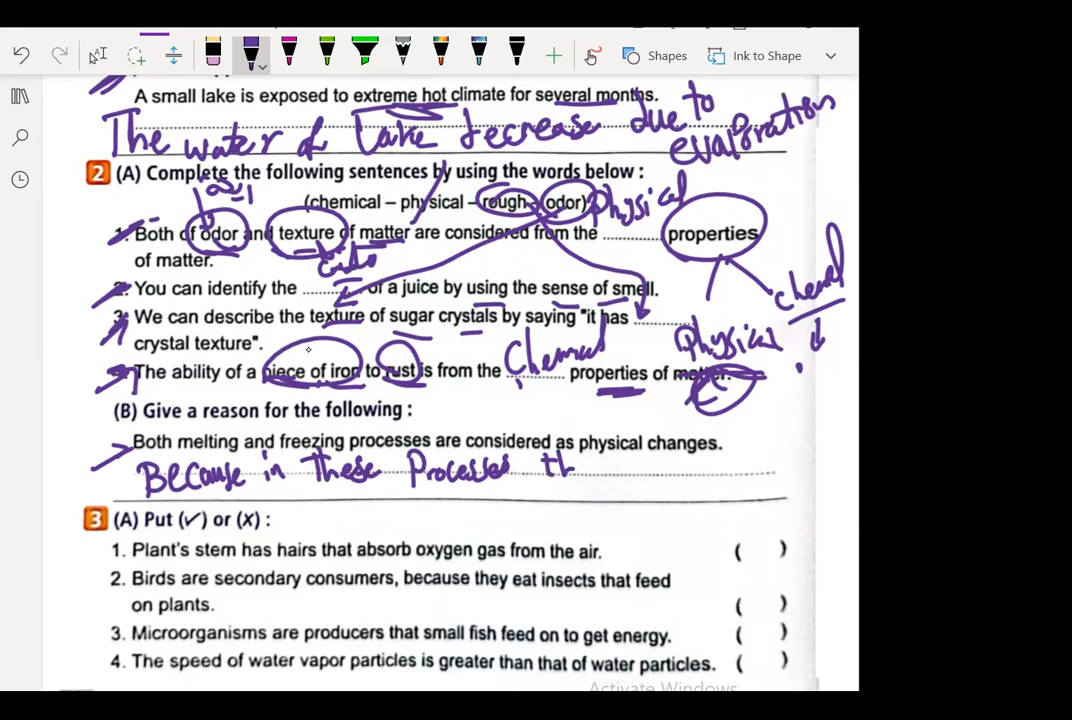 Shapes
Ink to Shape
A small lake is exposed to extreme hot climate for several months.
The water of Lake decrease due to
evaporation
2 (A) Complete the following sentences by using the words below :
(chemical – physical – rough – odor) Physical
1. Both of odor and texture of matter are considered from the ............ properties
of matter.
2. You can identify the ............ of a juice by using the sense of smell.
3. We can describe the texture of sugar crystals by saying "it has ............
crystal texture".
Physical
4. The ability of a piece of iron to rust is from the Chemical ............ properties of matter.
(B) Give a reason for the following :
Both melting and freezing processes are considered as physical changes.
Because in These Processes th
3 (A) Put (✓) or (X) :
1. Plant's stem has hairs that absorb oxygen gas from the air. ( )
2. Birds are secondary consumers, because they eat insects that feed
on plants. ( )
3. Microorganisms are producers that small fish feed on to get energy. ( )
4. The speed of water vapor particles is greater than that of water particles. ( )
Activate Windows